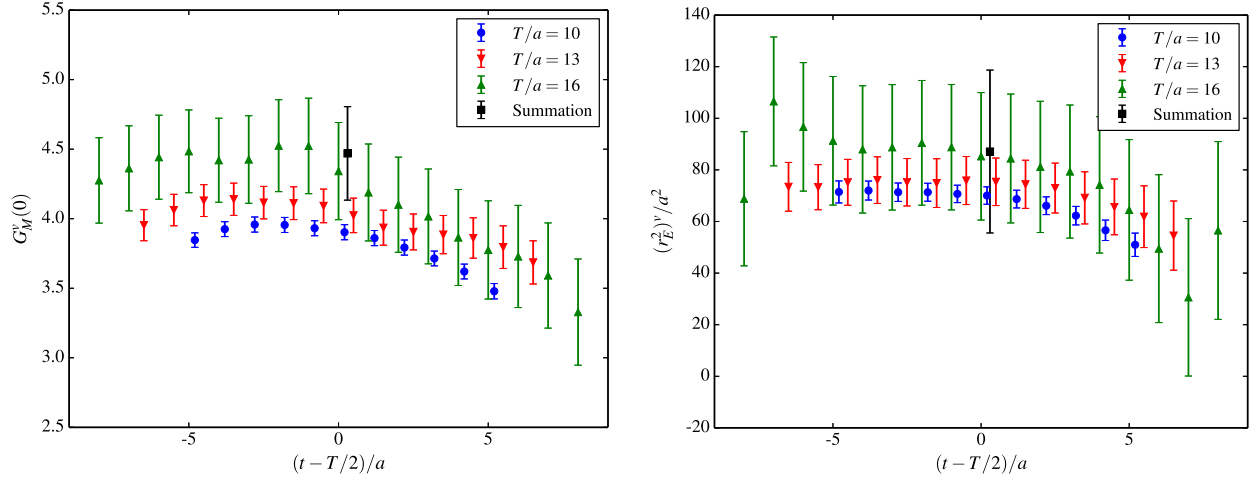 5.5
5.0
4.5
4.0
3.5
3.0
2.5
-5
0
5
G_M^v(0)
(t − T/2)/a
T/a = 10
T/a = 13
T/a = 16
Summation
140
120
100
80
60
40
20
0
-20
-5
0
5
(r_E^2)^v/a^2
(t − T/2)/a
T/a = 10
T/a = 13
T/a = 16
Summation